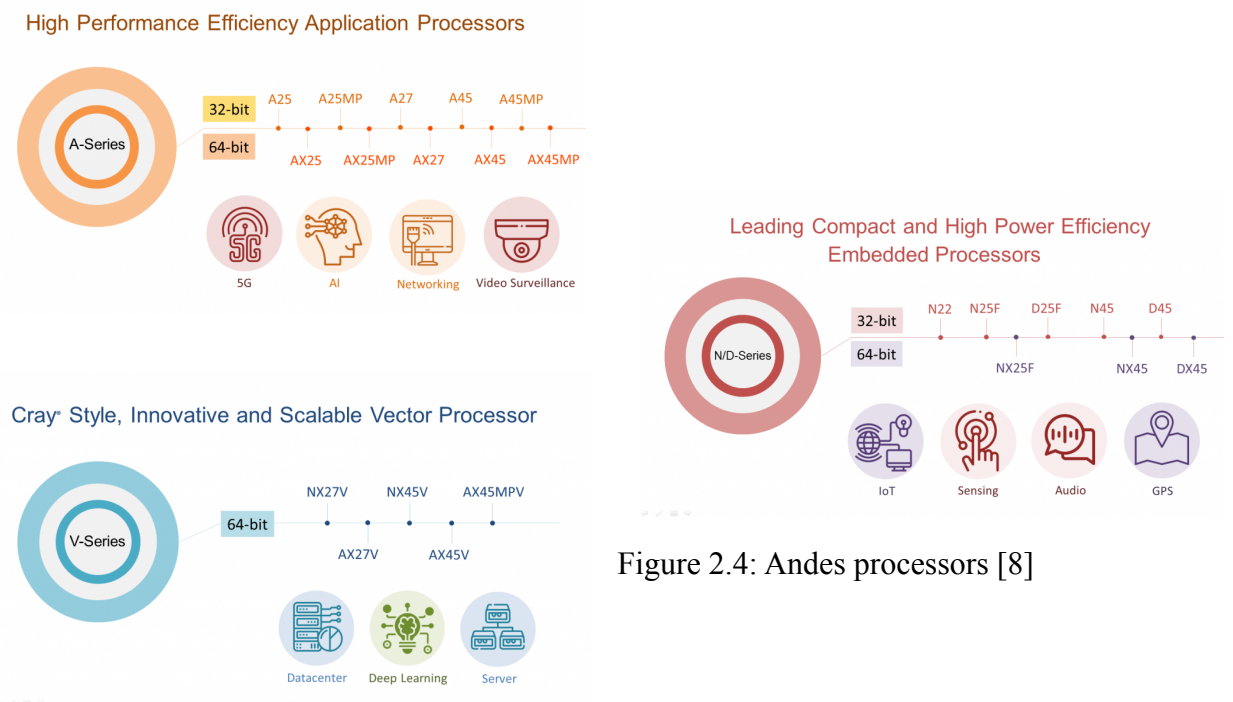 High Performance Efficiency Application Processors
A-Series
32-bit
64-bit
A25 A25MP A27 A45 A45MP
AX25 AX25MP AX27 AX45 AX45MP
5G
5G AI Networking Video Surveillance
Leading Compact and High Power Efficiency
Embedded Processors
N/D-Series
32-bit
64-bit
N22 N25F D25F N45 D45
NX25F NX45 DX45
IoT Sensing Audio GPS
Figure 2.4: Andes processors [8]
Cray® Style, Innovative and Scalable Vector Processor
V-Series
64-bit
NX27V NX45V AX45MPV
AX27V AX45V
Datacenter Deep Learning Server